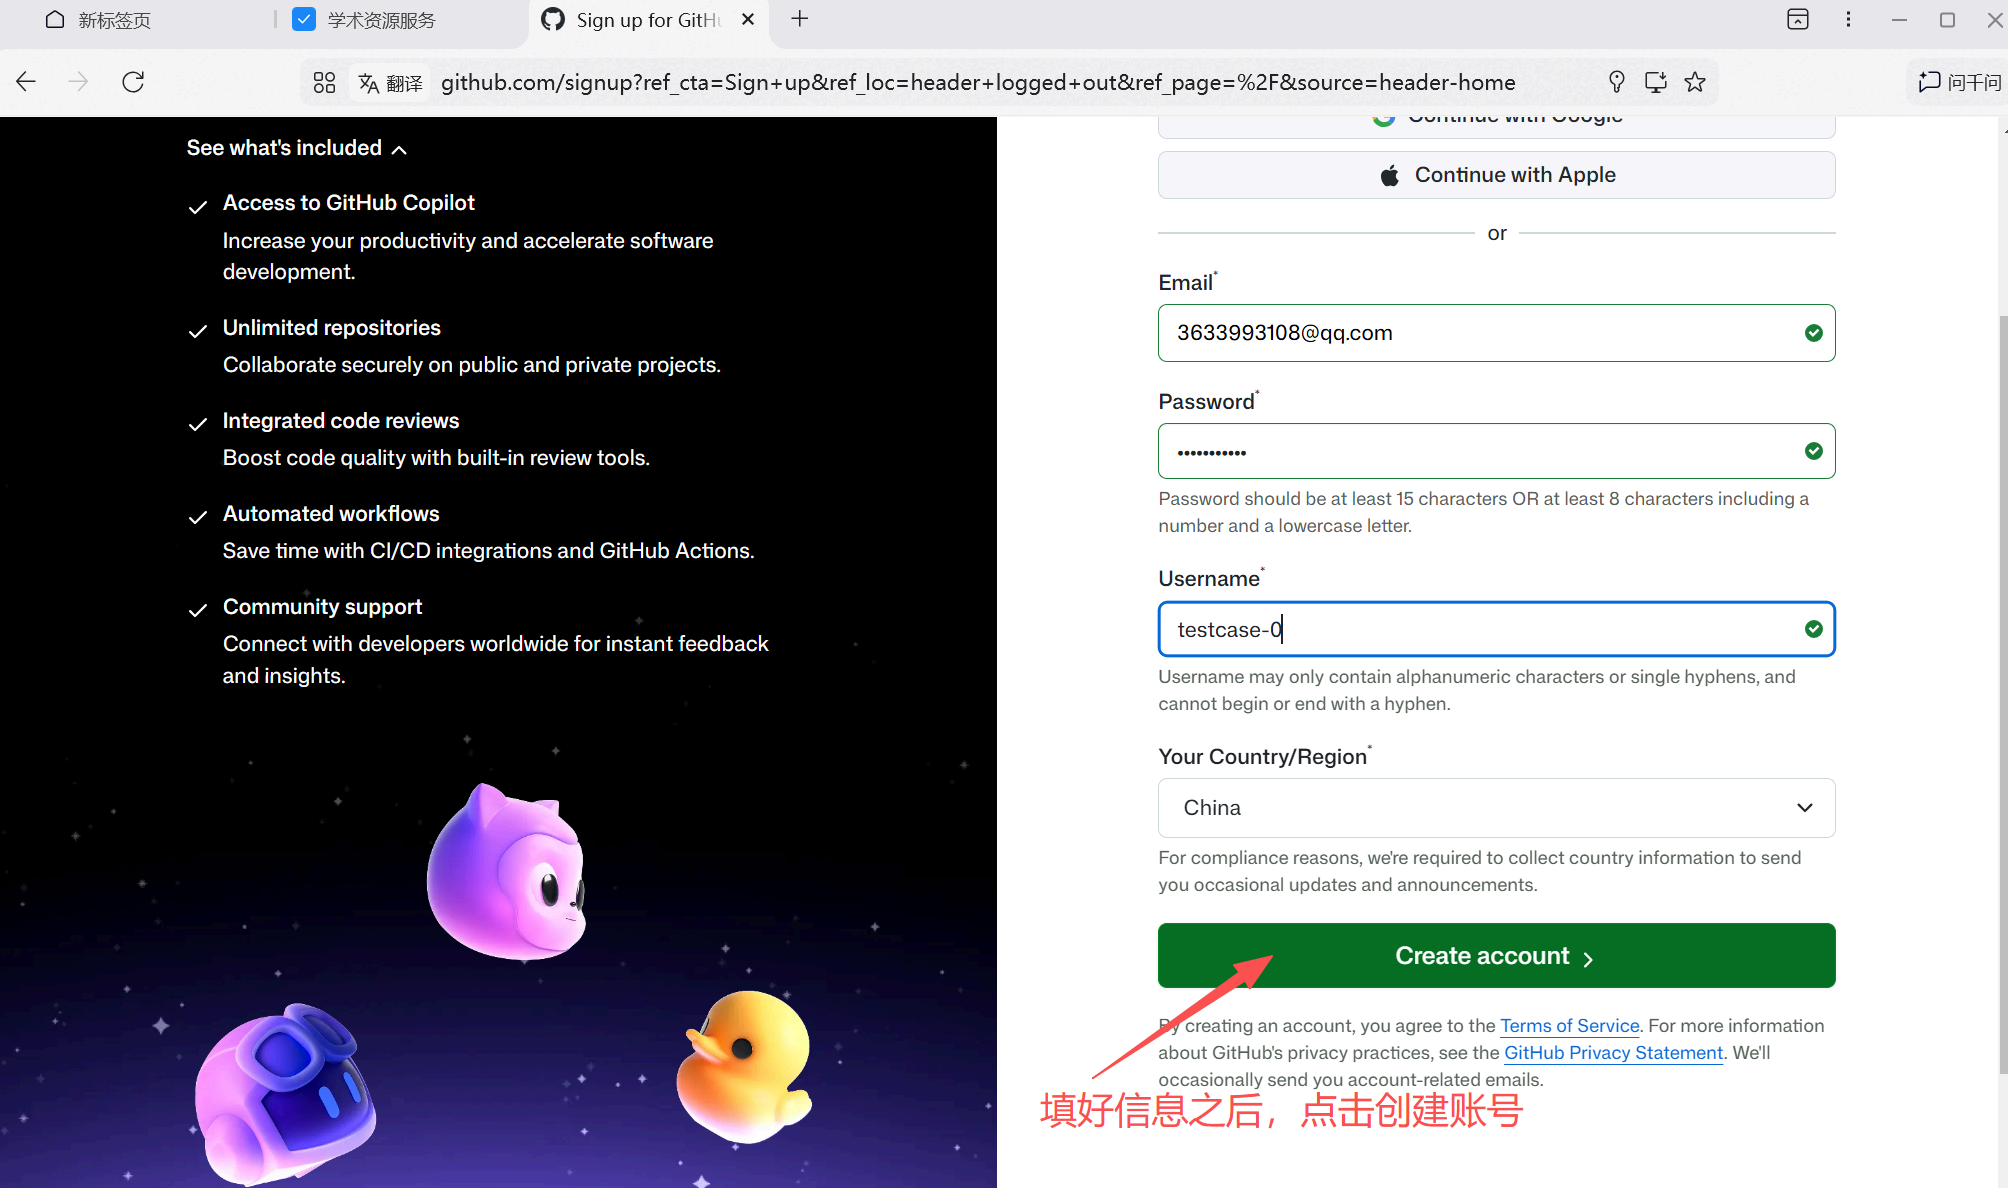 新标签页
学术资源服务
Sign up for GitHu
翻译
github.com/signup?ref_cta=Sign+up&ref_loc=header+logged+out&ref_page=%2F&source=header-home
问千问
See what's included
Access to GitHub Copilot
Increase your productivity and accelerate software
development.
Unlimited repositories
Collaborate securely on public and private projects.
Integrated code reviews
Boost code quality with built-in review tools.
Automated workflows
Save time with CI/CD integrations and GitHub Actions.
Community support
Connect with developers worldwide for instant feedback
and insights.
Continue with Google
Continue with Apple
or
Email*
3633993108@qq.com
Password*
•••••••••••
Password should be at least 15 characters OR at least 8 characters including a
number and a lowercase letter.
Username*
testcase-0
Username may only contain alphanumeric characters or single hyphens, and
cannot begin or end with a hyphen.
Your Country/Region*
China
For compliance reasons, we're required to collect country information to send
you occasional updates and announcements.
Create account
By creating an account, you agree to the Terms of Service. For more information
about GitHub's privacy practices, see the GitHub Privacy Statement. We'll
occasionally send you account-related emails.
填好信息之后，点击创建账号